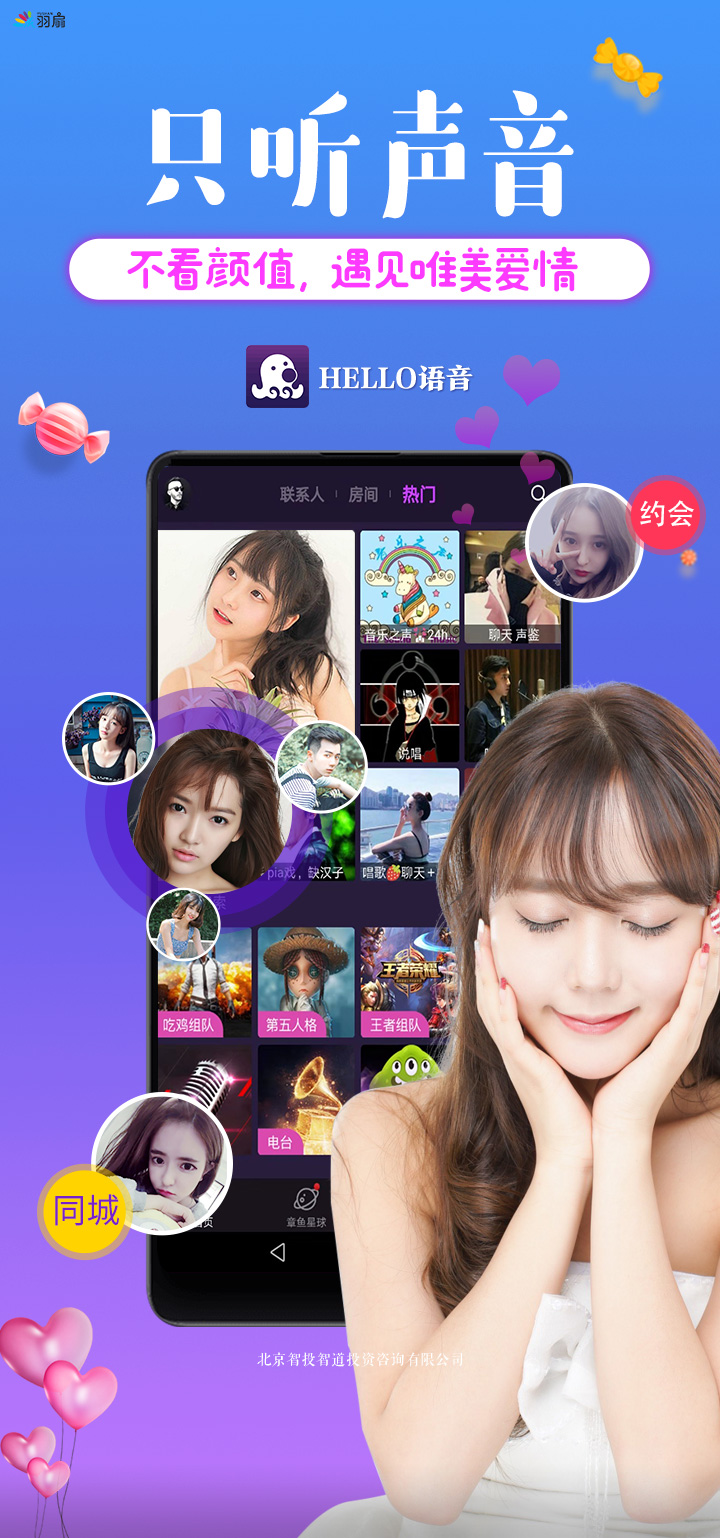 羽扇
只听声音
不看颜值，遇见唯美爱情
HELLO语音
联系人
房间
热门
约会
音乐之声
24h...
聊天 声鉴
说唱
pia戏，缺汉子
唱歌🍓聊天+
索
王者荣耀
吃鸡组队
第五人格
王者组队
电台
同城
页
章鱼星球
北京智投智道投资咨询有限公司